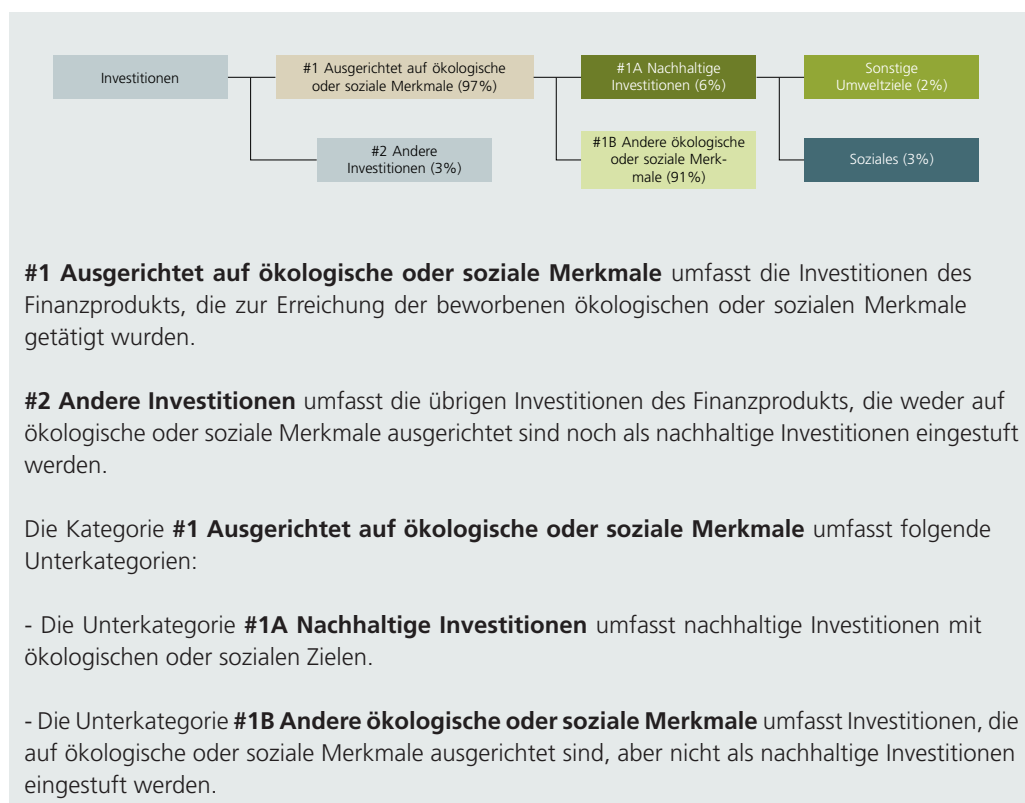 Investitionen
#1 Ausgerichtet auf ökologische
oder soziale Merkmale (97%)
#1A Nachhaltige
Investitionen (6%)
Sonstige
Umweltziele (2%)
#2 Andere
Investitionen (3%)
#1B Andere ökologische
oder soziale Merk-
male (91%)
Soziales (3%)
#1 Ausgerichtet auf ökologische oder soziale Merkmale umfasst die Investitionen des
Finanzprodukts, die zur Erreichung der beworbenen ökologischen oder sozialen Merkmale
getätigt wurden.
#2 Andere Investitionen umfasst die übrigen Investitionen des Finanzprodukts, die weder auf
ökologische oder soziale Merkmale ausgerichtet sind noch als nachhaltige Investitionen eingestuft
werden.
Die Kategorie #1 Ausgerichtet auf ökologische oder soziale Merkmale umfasst folgende
Unterkategorien:
- Die Unterkategorie #1A Nachhaltige Investitionen umfasst nachhaltige Investitionen mit
ökologischen oder sozialen Zielen.
- Die Unterkategorie #1B Andere ökologische oder soziale Merkmale umfasst Investitionen, die
auf ökologische oder soziale Merkmale ausgerichtet sind, aber nicht als nachhaltige Investitionen
eingestuft werden.